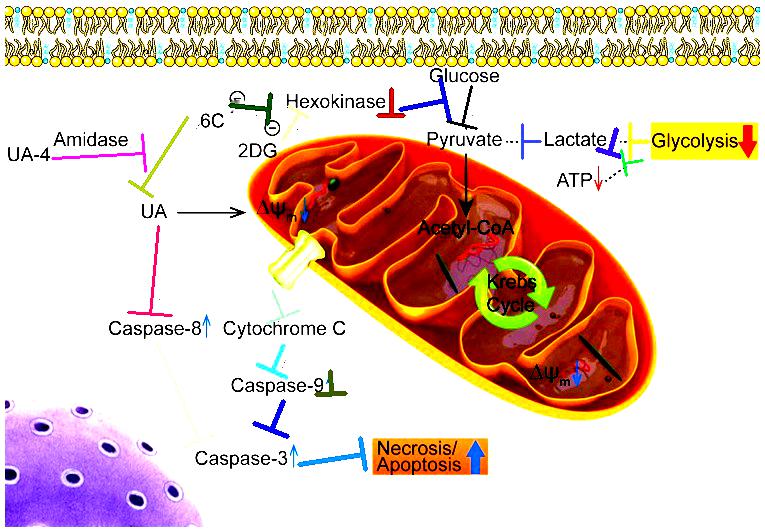 Glucose
Hexokinase
6C
Amidase
UA-4
2DG
Pyruvate
Lactate
Glycolysis
ATP
UA
ΔΨm
Acetyl-CoA
Krebs
Cycle
Caspase-8
Cytochrome C
ΔΨm
Caspase-9
Caspase-3
Necrosis/
Apoptosis